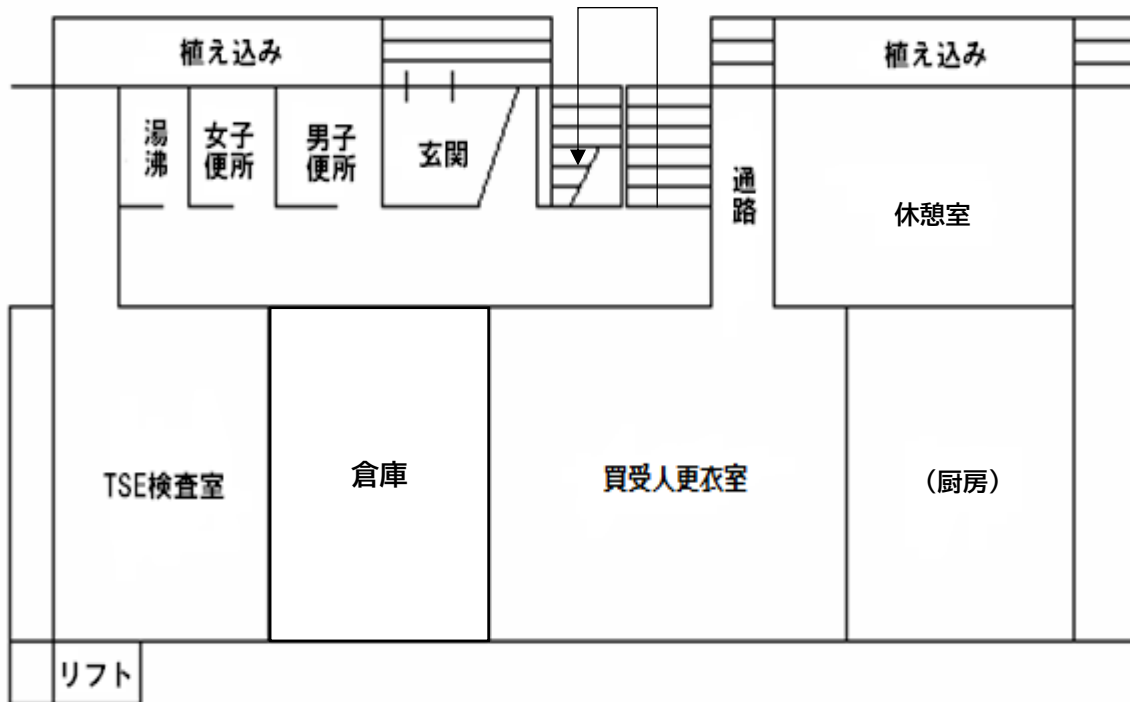 植え込み
植え込み
湯沸
女子
便所
男子
便所
玄関
通路
休憩室
TSE検査室
倉庫
買受人更衣室
（厨房）
リフト